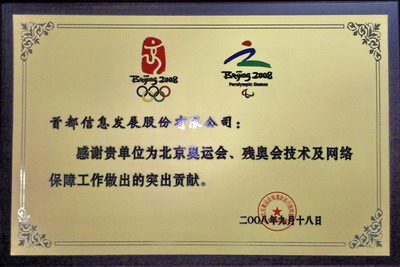 Beijing 2008
Beijing 2008
Paralympic Games
首都信息发展股份有限公司：
感谢贵单位为北京奥运会、残奥会技术及网络
保障工作做出的突出贡献。
二〇〇八年九月十八日